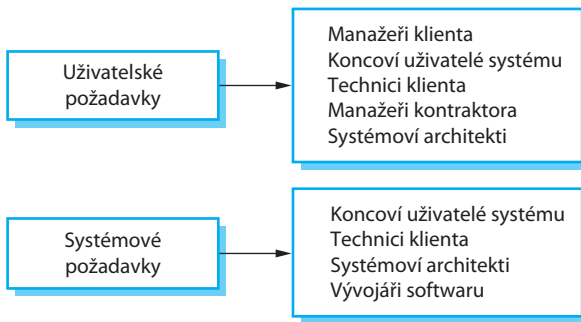 Uživatelské
požadavky
Manažeři klienta
Koncoví uživatelé systému
Technici klienta
Manažeři kontraktora
Systémoví architekti
Systémové
požadavky
Koncoví uživatelé systému
Technici klienta
Systémoví architekti
Vývojáři softwaru